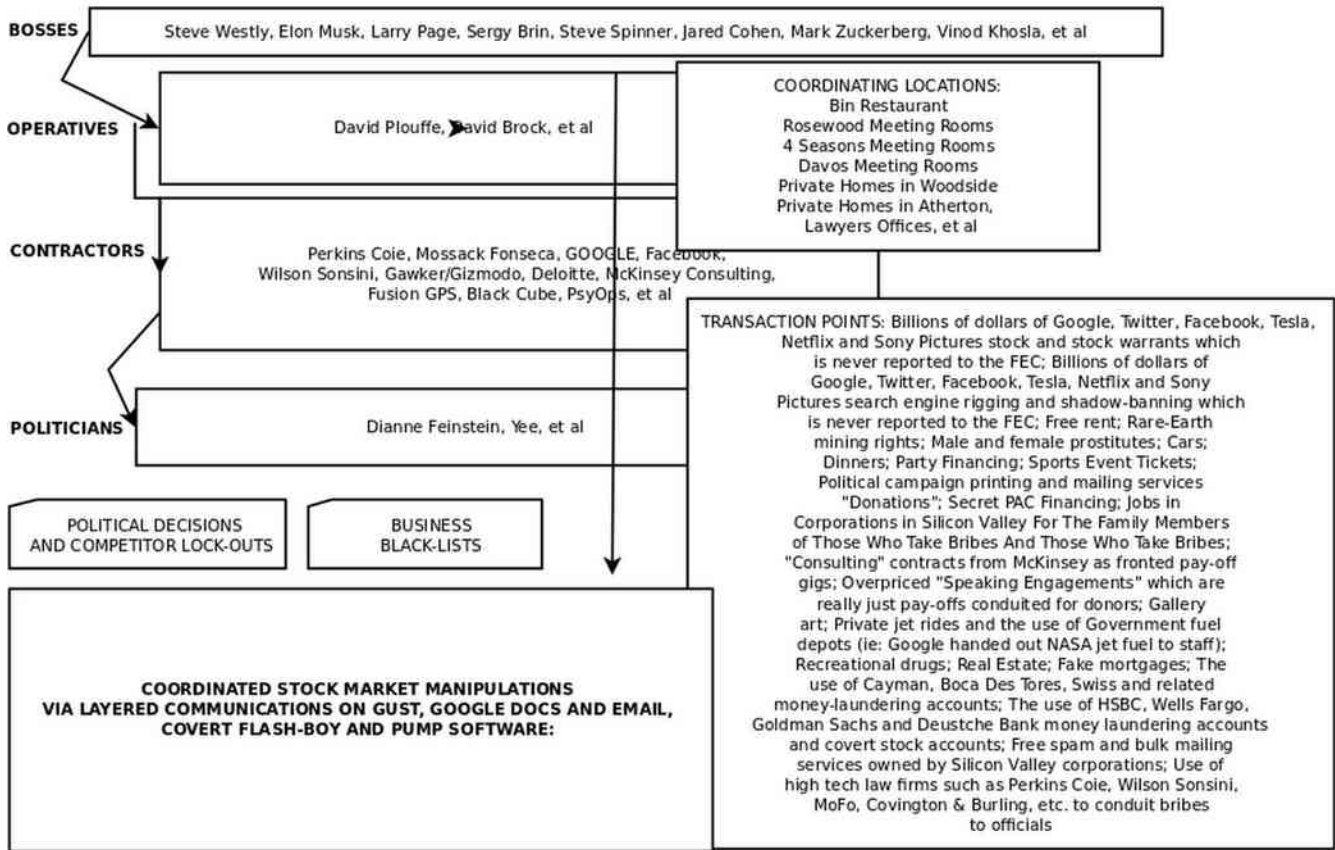 BOSSES
Steve Westly, Elon Musk, Larry Page, Sergy Brin, Steve Spinner, Jared Cohen, Mark Zuckerberg, Vinod Khosla, et al
OPERATIVES
David Plouffe, David Brock, et al
COORDINATING LOCATIONS:
Bin Restaurant
Rosewood Meeting Rooms
4 Seasons Meeting Rooms
Davos Meeting Rooms
Private Homes in Woodside
Private Homes in Atherton,
Lawyers Offices, et al
CONTRACTORS
Perkins Coie, Mossack Fonseca, GOOGLE, Facebook,
Wilson Sonsini, Gawker/Gizmodo, Deloitte, McKinsey Consulting,
Fusion GPS, Black Cube, PsyOps, et al
TRANSACTION POINTS: Billions of dollars of Google, Twitter, Facebook, Tesla,
Netflix and Sony Pictures stock and stock warrants which
is never reported to the FEC; Billions of dollars of
Google, Twitter, Facebook, Tesla, Netflix and Sony
Pictures search engine rigging and shadow-banning which
is never reported to the FEC; Free rent; Rare-Earth
mining rights; Male and female prostitutes; Cars;
Dinners; Party Financing; Sports Event Tickets;
Political campaign printing and mailing services
"Donations"; Secret PAC Financing; Jobs in
Corporations in Silicon Valley For The Family Members
of Those Who Take Bribes And Those Who Take Bribes;
"Consulting" contracts from McKinsey as fronted pay-off
gigs; Overpriced "Speaking Engagements" which are
really just pay-offs conduited for donors; Gallery
art; Private jet rides and the use of Government fuel
depots (ie: Google handed out NASA jet fuel to staff);
Recreational drugs; Real Estate; Fake mortgages; The
use of Cayman, Boca Des Tores, Swiss and related
money-laundering accounts; The use of HSBC, Wells Fargo,
Goldman Sachs and Deustche Bank money laundering accounts
and covert stock accounts; Free spam and bulk mailing
services owned by Silicon Valley corporations; Use of
high tech law firms such as Perkins Coie, Wilson Sonsini,
MoFo, Covington & Burling, etc. to conduit bribes
to officials
POLITICIANS
Dianne Feinstein, Yee, et al
POLITICAL DECISIONS
AND COMPETITOR LOCK-OUTS
BUSINESS
BLACK-LISTS
COORDINATED STOCK MARKET MANIPULATIONS
VIA LAYERED COMMUNICATIONS ON GUST, GOOGLE DOCS AND EMAIL,
COVERT FLASH-BOY AND PUMP SOFTWARE: